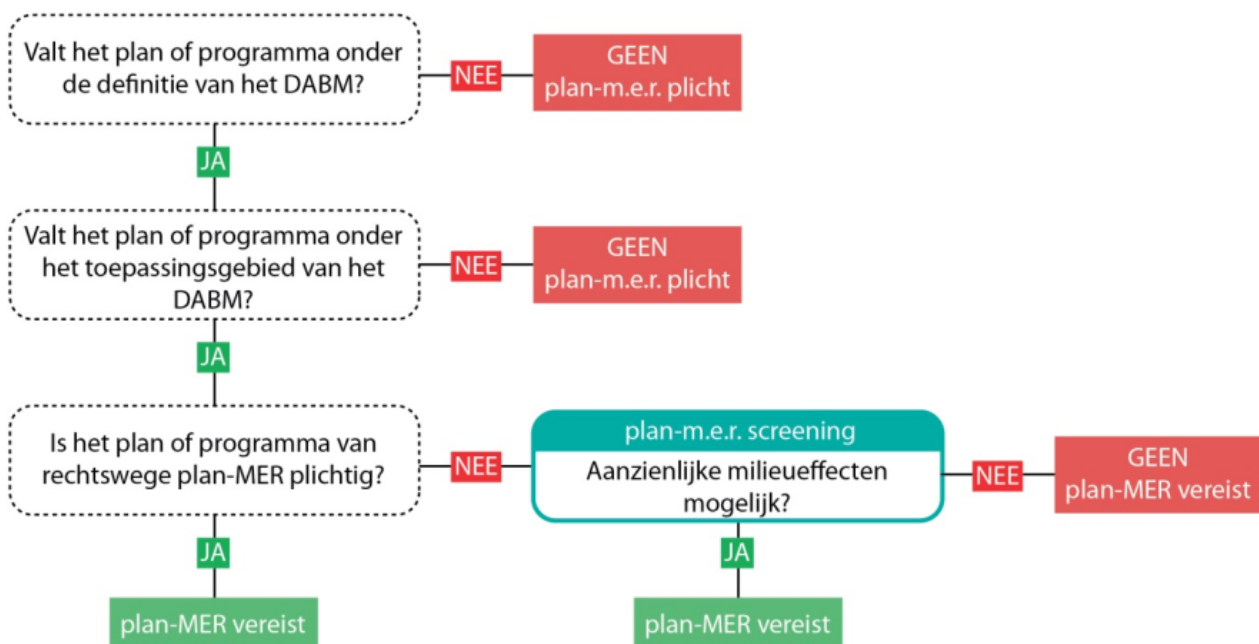 Valt het plan of programma onder
de definitie van het DABM?
NEE
GEEN
plan-m.e.r. plicht
JA
Valt het plan of programma onder
het toepassingsgebied van het
DABM?
NEE
GEEN
plan-m.e.r. plicht
JA
Is het plan of programma van
rechtswege plan-MER plichtig?
NEE
plan-m.e.r. screening
Aanzienlijke milieueffecten
mogelijk?
NEE
GEEN
plan-MER vereist
JA
JA
plan-MER vereist
plan-MER vereist